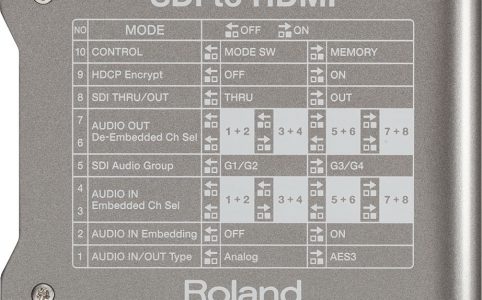 SDI to HDMI
NO MODE OFF ON
10 CONTROL MODE SW MEMORY
9 HDCP Encrypt OFF ON
8 SDI THRU/OUT THRU OUT
7 AUDIO OUT
6 De-Embedded Ch Sel 1 + 2 3 + 4 5 + 6 7 + 8
5 SDI Audio Group G1/G2 G3/G4
4 AUDIO IN
3 Embedded Ch Sel 1 + 2 3 + 4 5 + 6 7 + 8
2 AUDIO IN Embedding OFF ON
1 AUDIO IN/OUT Type Analog AES3
Roland